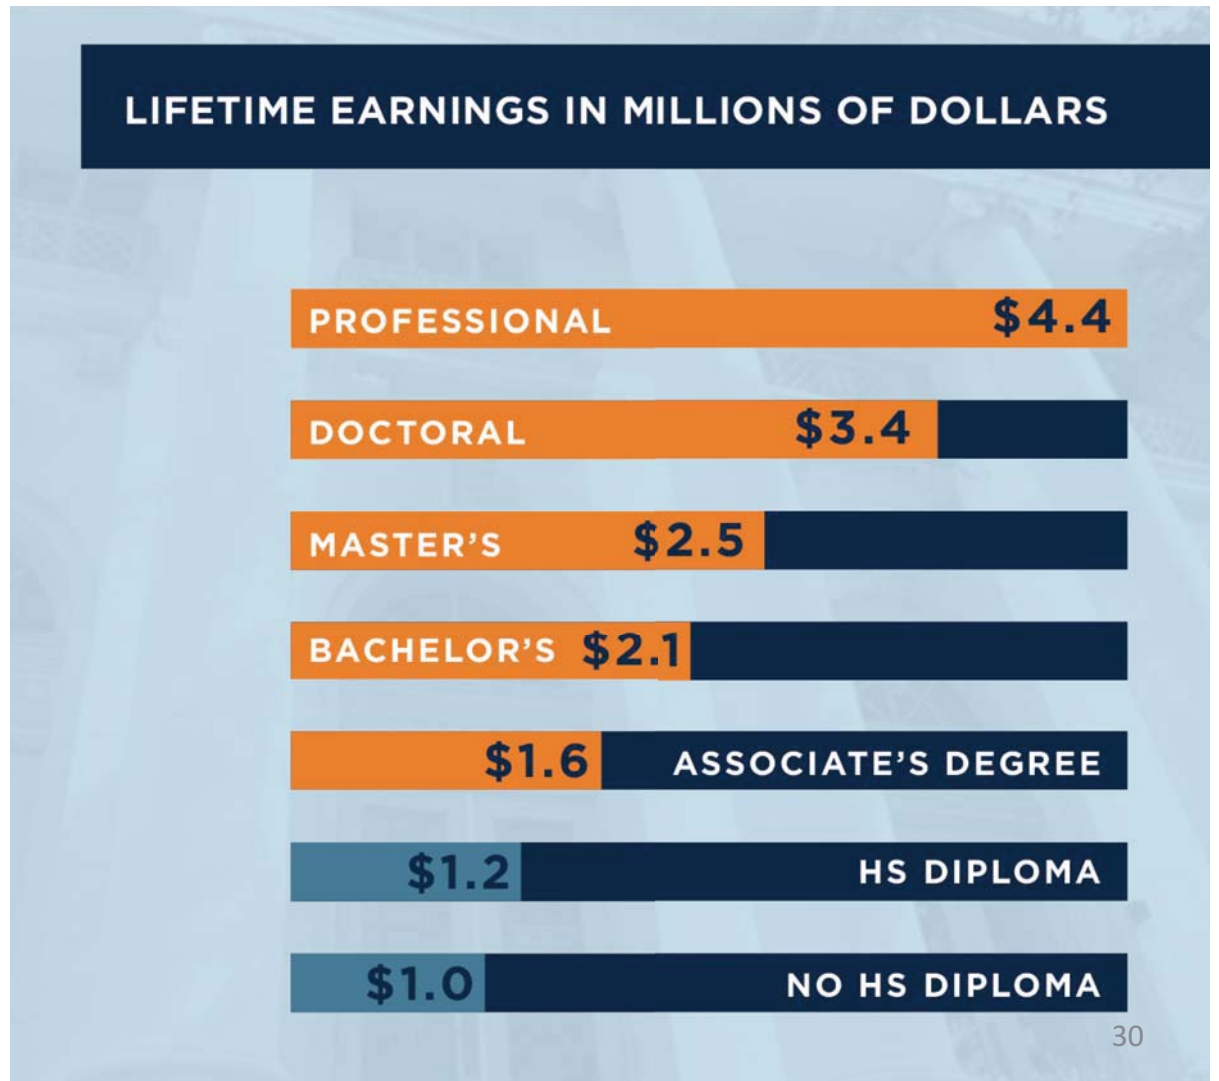 LIFETIME EARNINGS IN MILLIONS OF DOLLARS
PROFESSIONAL $4.4
DOCTORAL $3.4
MASTER'S $2.5
BACHELOR'S $2.1
$1.6 ASSOCIATE'S DEGREE
$1.2 HS DIPLOMA
$1.0 NO HS DIPLOMA
30